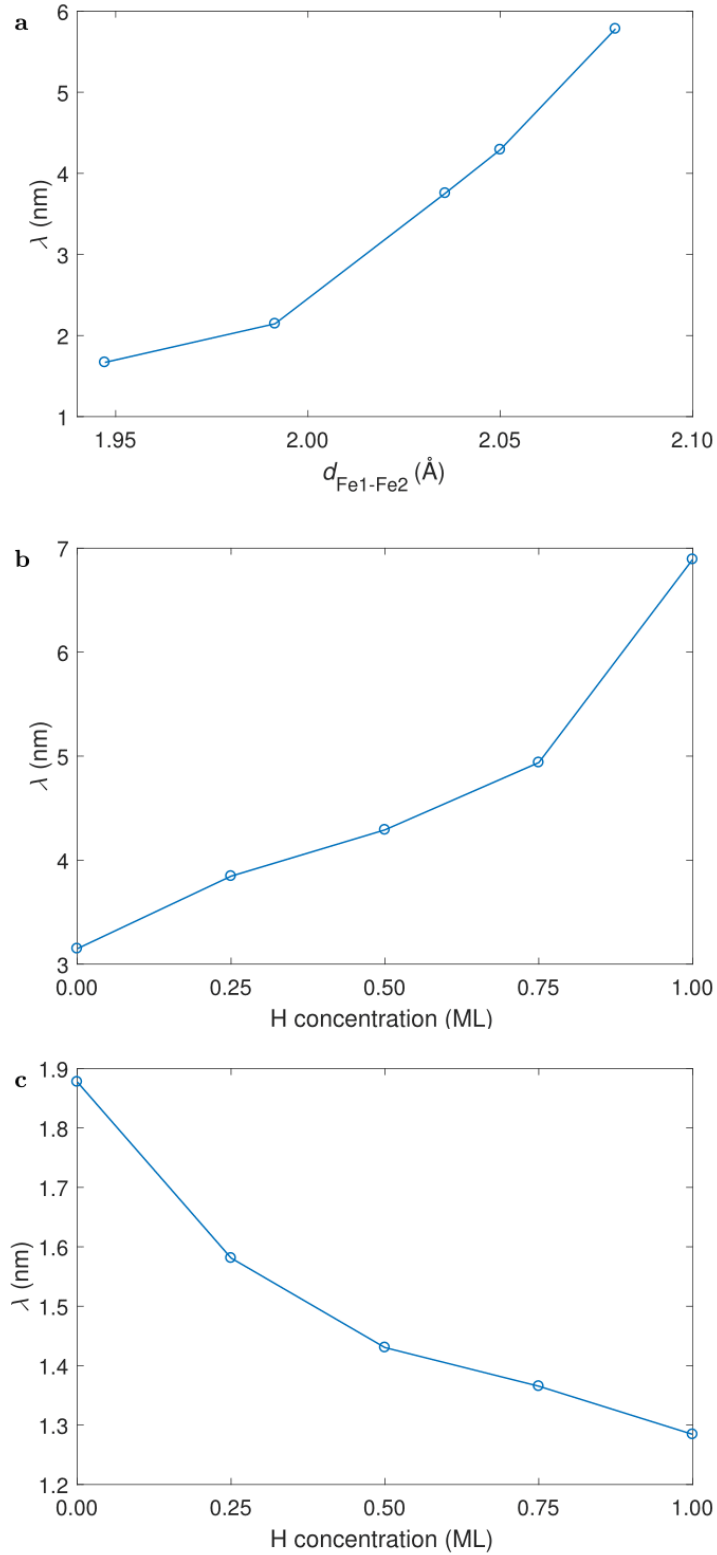 a
6
5
4
3
2
1
λ (nm)
1.95 2.00 2.05 2.10
dFe1-Fe2 (Å)
b
7
6
5
4
3
λ (nm)
0.00 0.25 0.50 0.75 1.00
H concentration (ML)
c
1.9
1.8
1.7
1.6
1.5
1.4
1.3
1.2
λ (nm)
0.00 0.25 0.50 0.75 1.00
H concentration (ML)